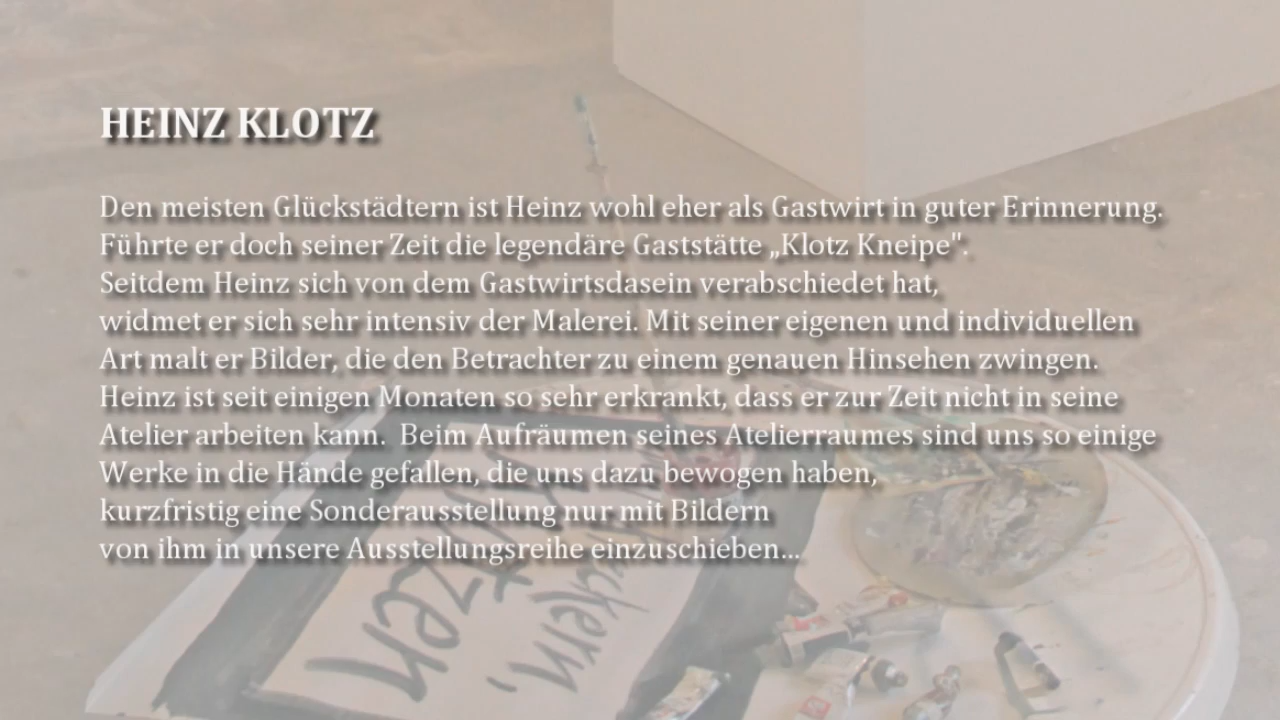 HEINZ KLOTZ
Den meisten Glückstädtern ist Heinz wohl eher als Gastwirt in guter Erinnerung.
Führte er doch seiner Zeit die legendäre Gaststätte „Klotz Kneipe".
Seitdem Heinz sich von dem Gastwirtsdasein verabschiedet hat,
widmet er sich sehr intensiv der Malerei. Mit seiner eigenen und individuellen
Art malt er Bilder, die den Betrachter zu einem genauen Hinsehen zwingen.
Heinz ist seit einigen Monaten so sehr erkrankt, dass er zur Zeit nicht in seine
Atelier arbeiten kann.  Beim Aufräumen seines Atelierraumes sind uns so einige
Werke in die Hände gefallen, die uns dazu bewogen haben,
kurzfristig eine Sonderausstellung nur mit Bildern
von ihm in unsere Ausstellungsreihe einzuschieben...